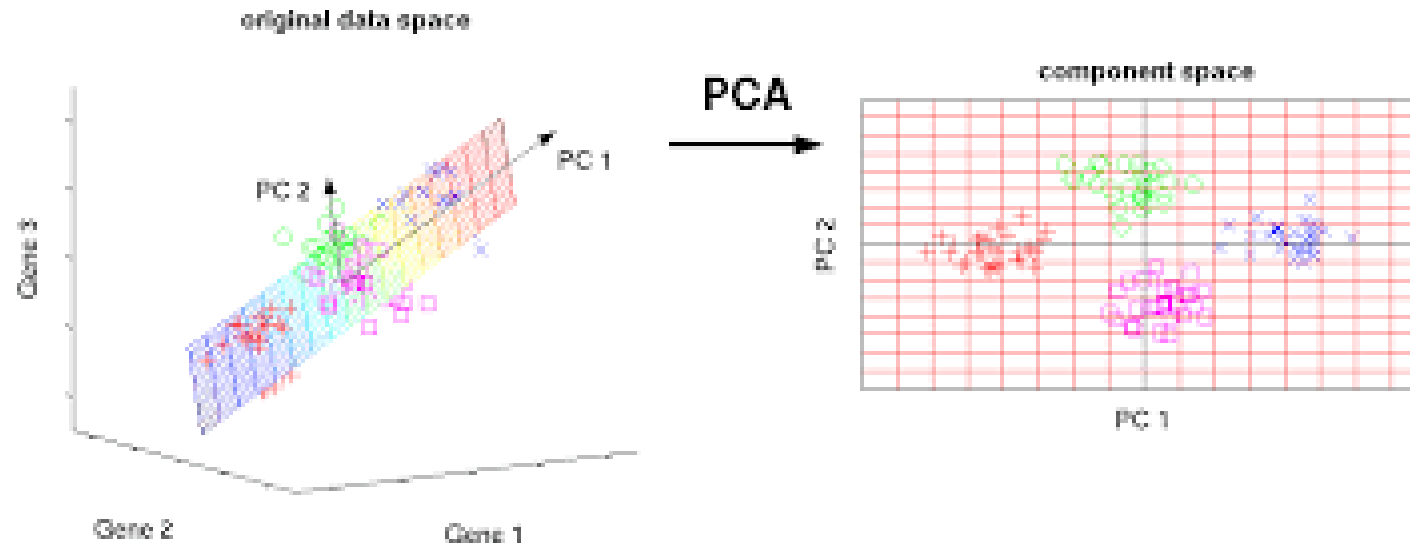 original data space
PC 1
PC 2
Gene 3
Gene 2
Gene 1
PCA
component space
PC 2
PC 1